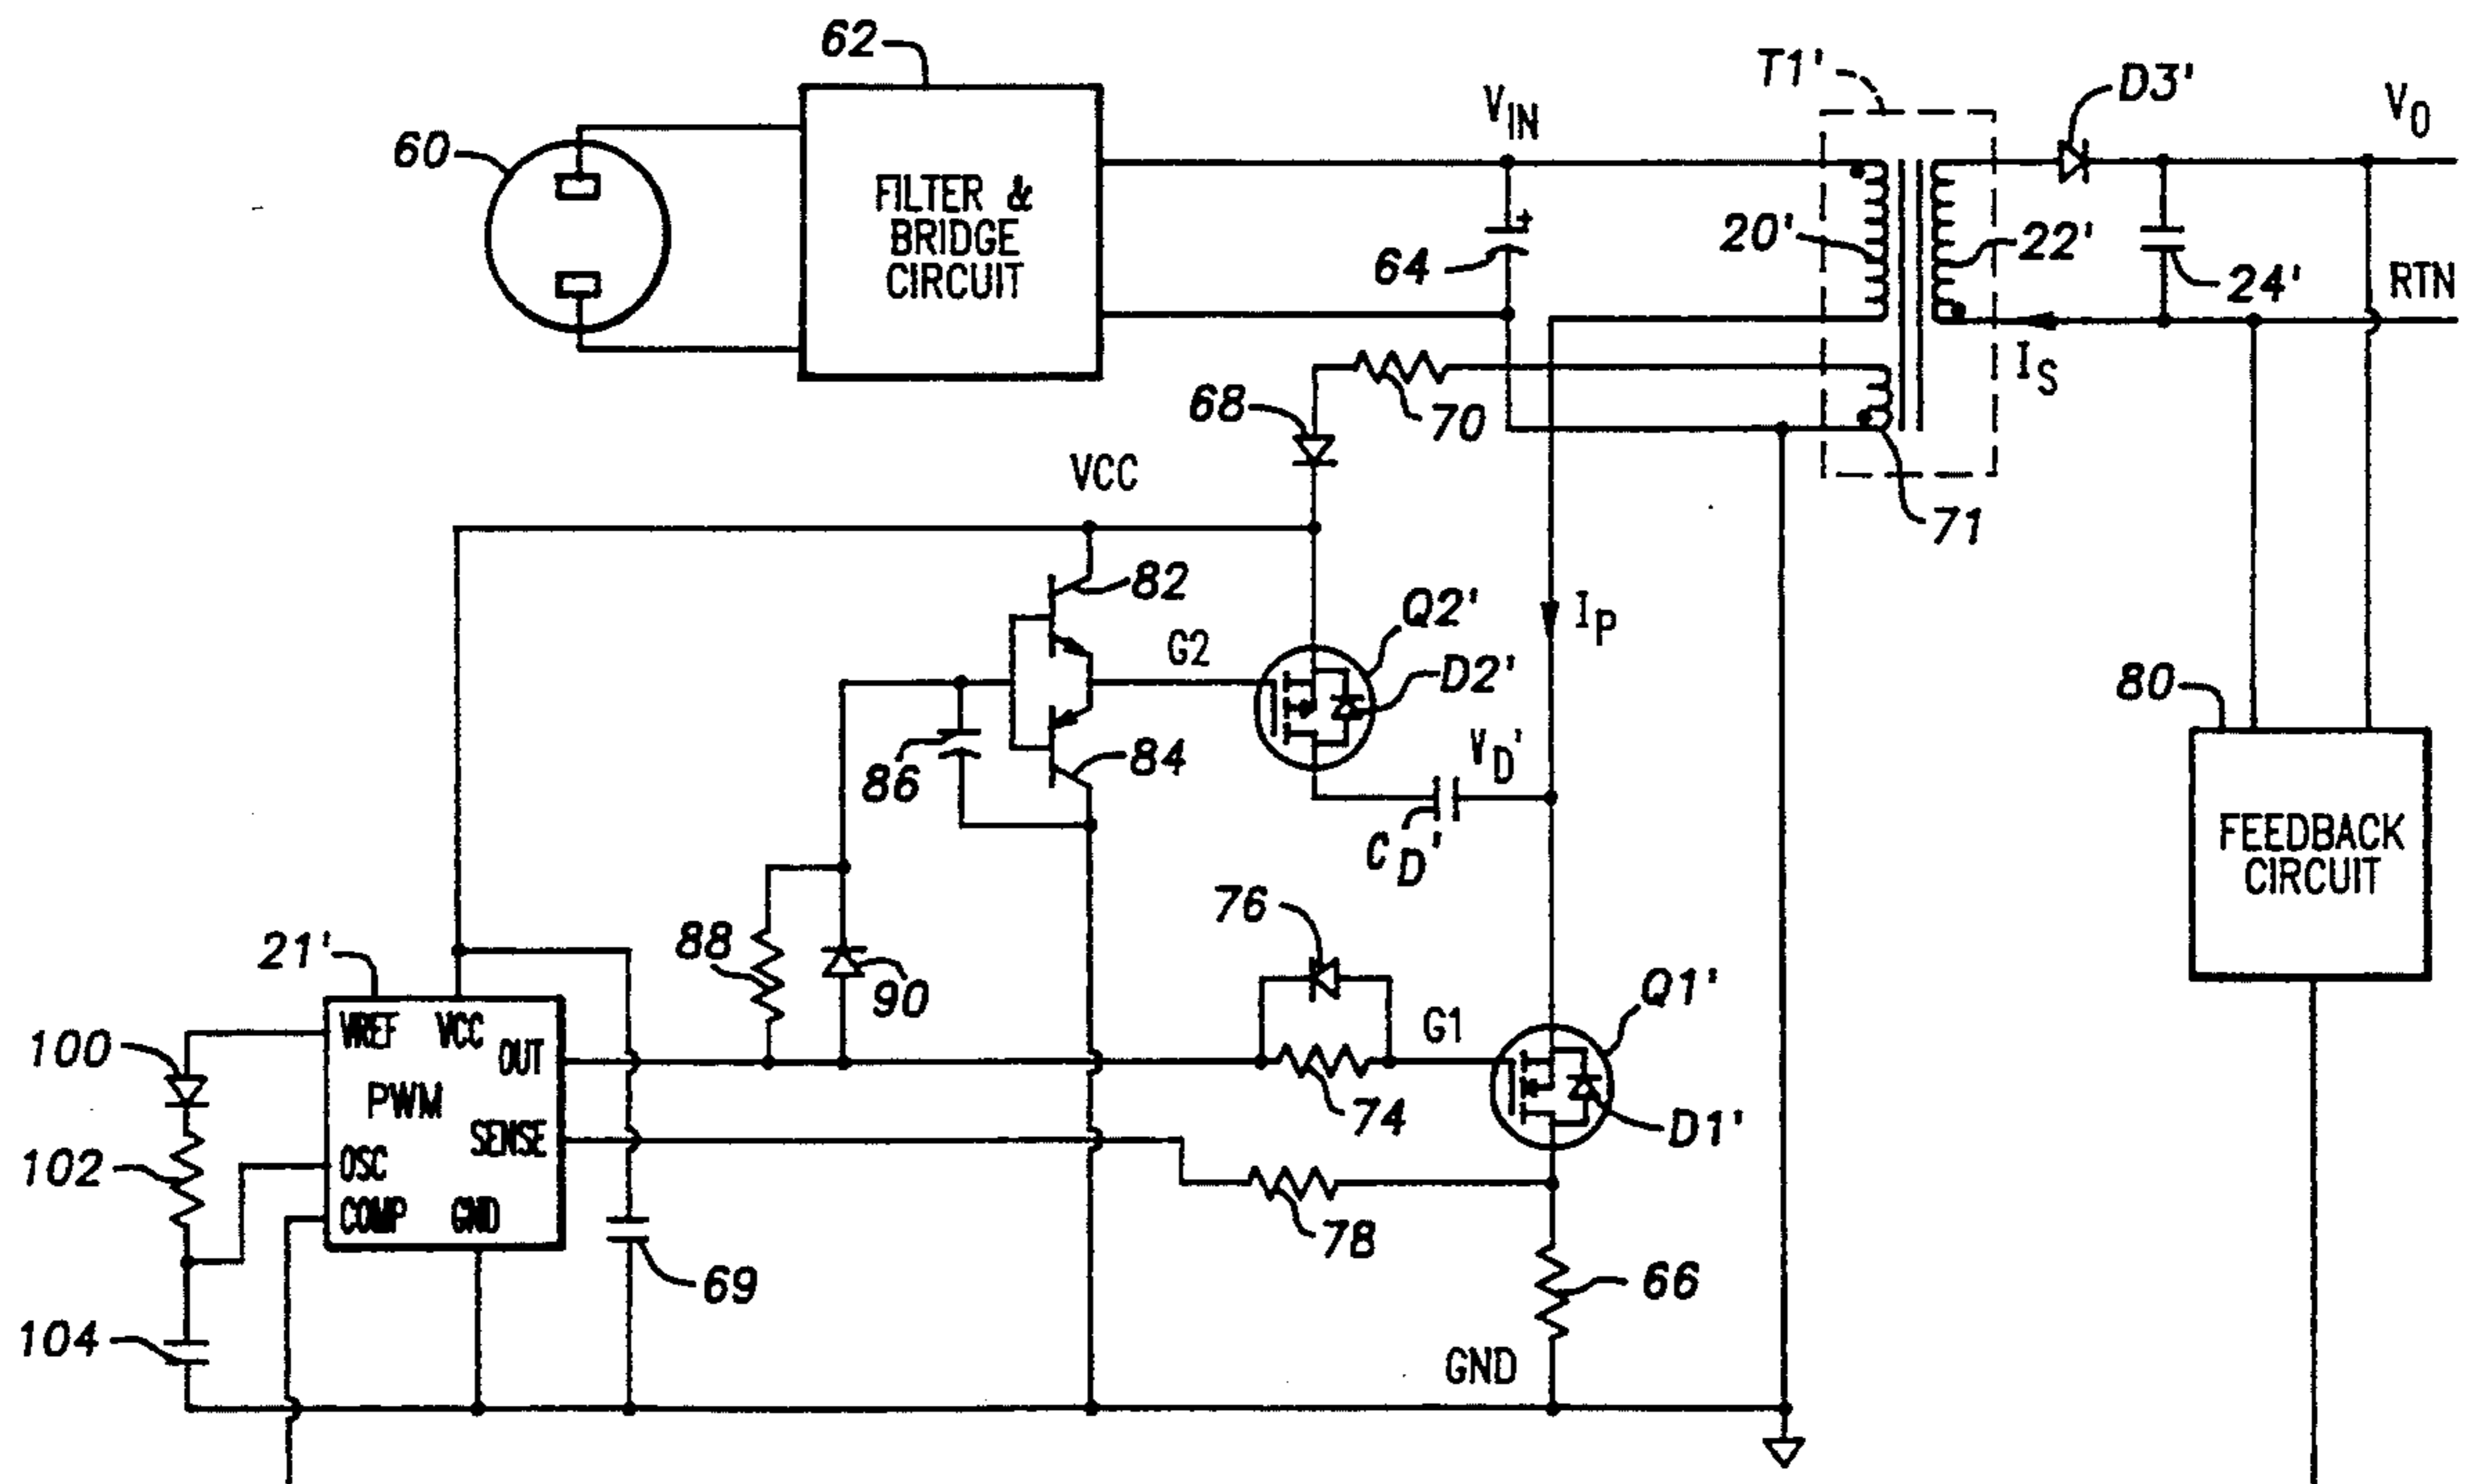 62
60
FILTER &
BRIDGE
CIRCUIT
V_IN
64
T1'
20'
22'
D3'
V_O
24'
RTN
I_S
68
70
71
VCC
82
G2
Q2'
D2'
I_P
86
84
V_D'
C_D'
80
FEEDBACK
CIRCUIT
76
88
90
21'
VREF VCC
OUT
PWM
SENSE
OSC
COMP GND
100
102
104
69
G1
Q1'
74
D1'
78
66
GND